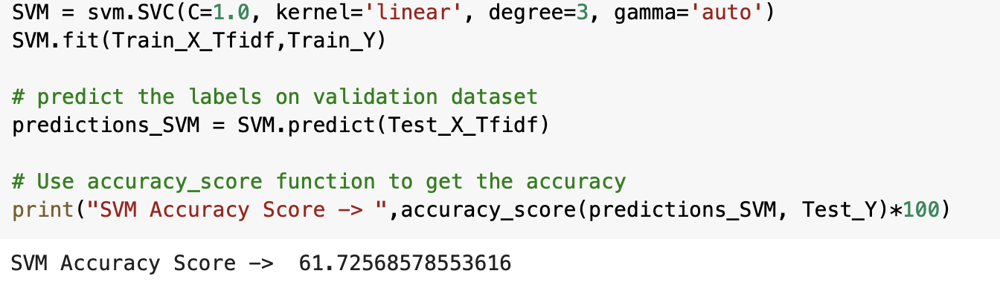 SVM = svm.SVC(C=1.0, kernel='linear', degree=3, gamma='auto')
SVM.fit(Train_X_Tfidf,Train_Y)
# predict the labels on validation dataset
predictions_SVM = SVM.predict(Test_X_Tfidf)
# Use accuracy_score function to get the accuracy
print("SVM Accuracy Score -> ",accuracy_score(predictions_SVM, Test_Y)*100)
SVM Accuracy Score ->  61.72568578553616